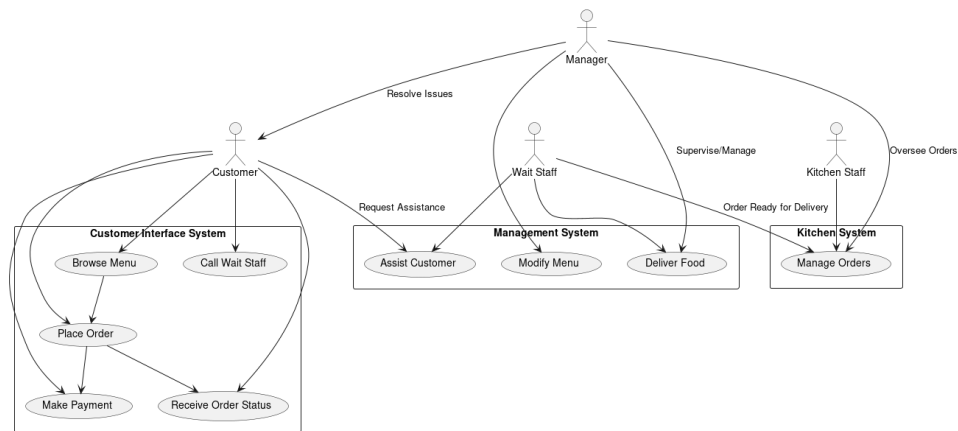 Manager
Resolve Issues
Customer
Wait Staff
Supervise/Manage
Kitchen Staff
Oversee Orders
Request Assistance
Order Ready for Delivery
Customer Interface System
Management System
Kitchen System
Browse Menu
Call Wait Staff
Assist Customer
Modify Menu
Deliver Food
Manage Orders
Place Order
Make Payment
Receive Order Status